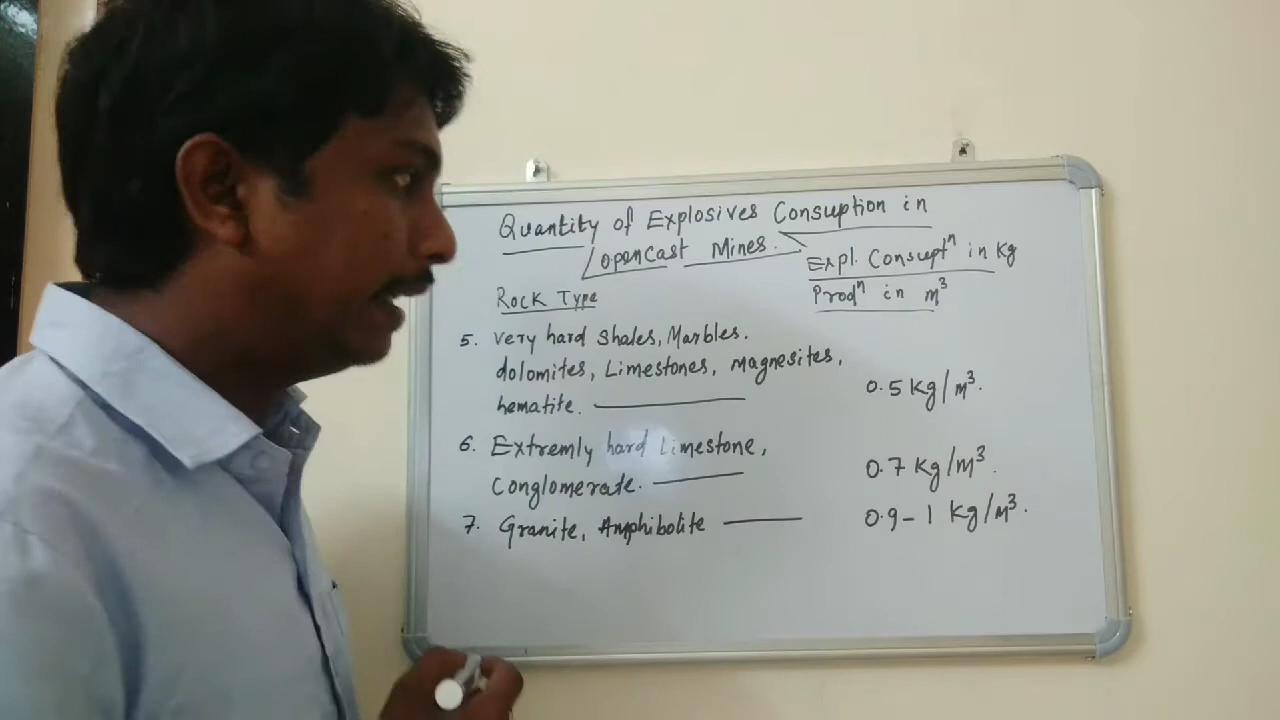 Quantity of Explosives Consuption in
Opencast Mines.
Expl. Consuptⁿ in Kg
Prodⁿ in m³
Rock Type
5. Very hard Shales, Marbles.
dolomites, Limestones, Magnesites,
hematite. 0.5 Kg/m³.
6. Extremly hard Limestone,
Conglomerate. 0.7 Kg/m³.
7. Granite, Amphibolite 0.9-1 Kg/m³.